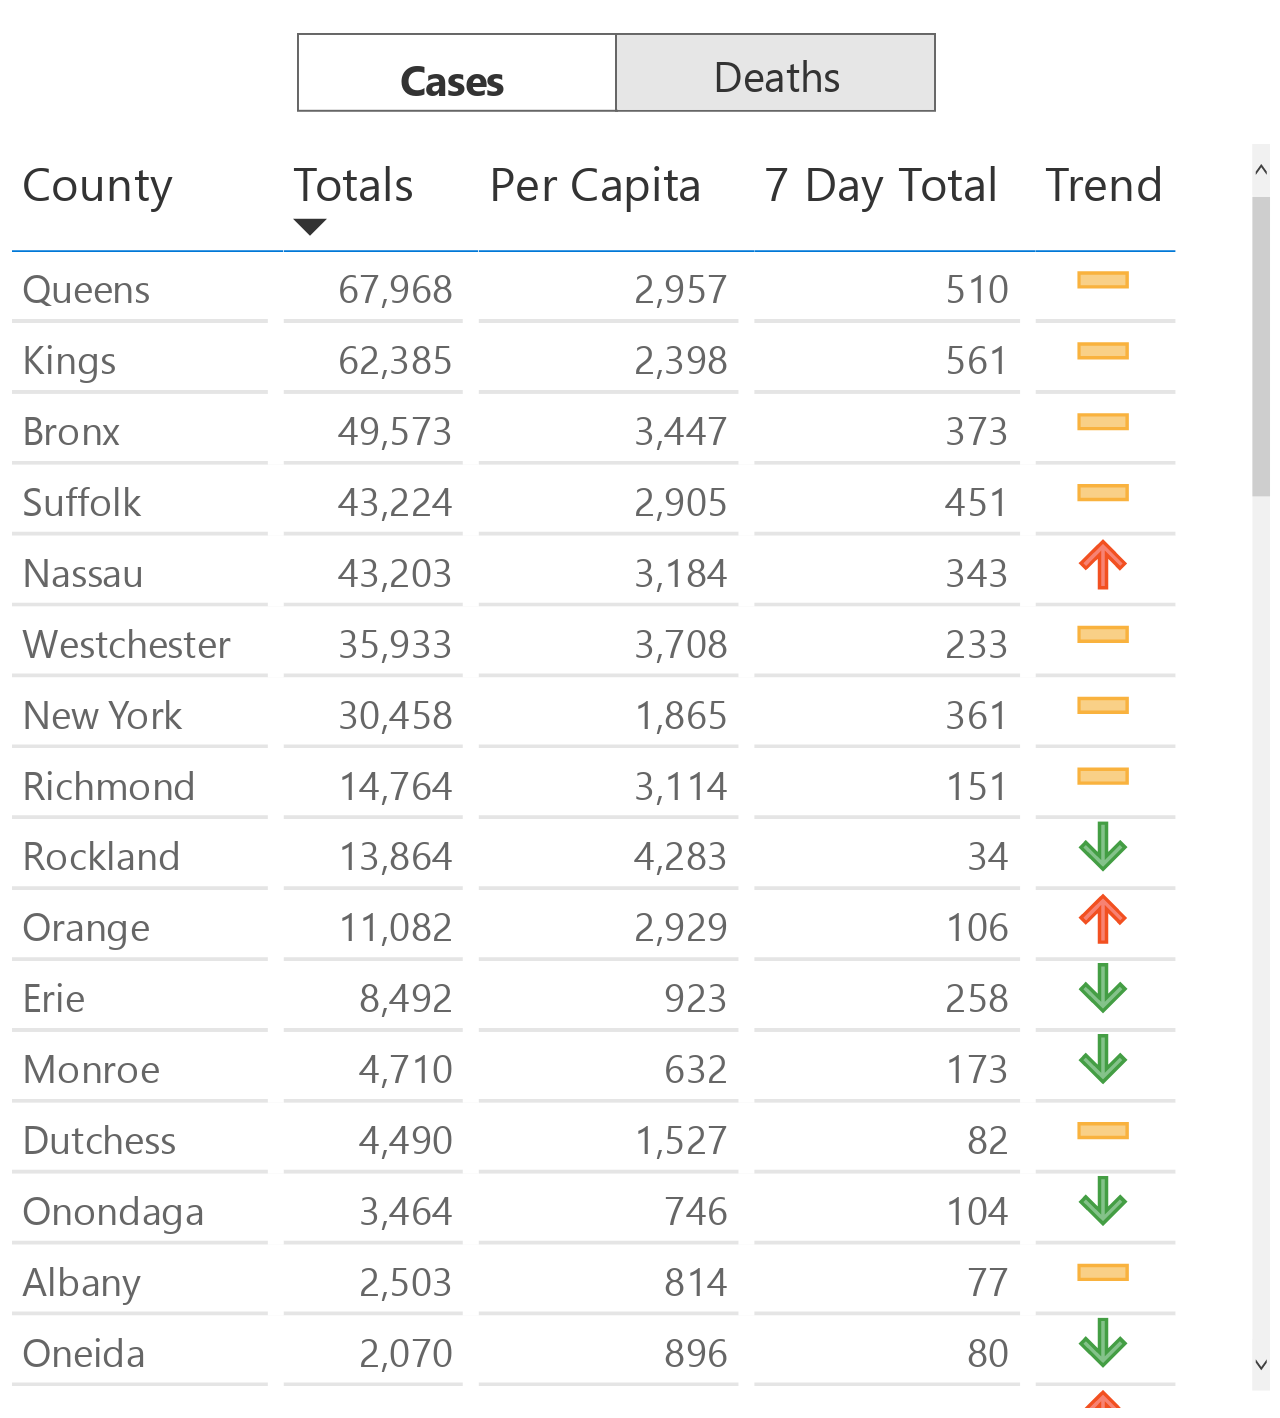 Cases Deaths
County Totals Per Capita 7 Day Total Trend
Queens 67,968 2,957 510
Kings 62,385 2,398 561
Bronx 49,573 3,447 373
Suffolk 43,224 2,905 451
Nassau 43,203 3,184 343
Westchester 35,933 3,708 233
New York 30,458 1,865 361
Richmond 14,764 3,114 151
Rockland 13,864 4,283 34
Orange 11,082 2,929 106
Erie 8,492 923 258
Monroe 4,710 632 173
Dutchess 4,490 1,527 82
Onondaga 3,464 746 104
Albany 2,503 814 77
Oneida 2,070 896 80